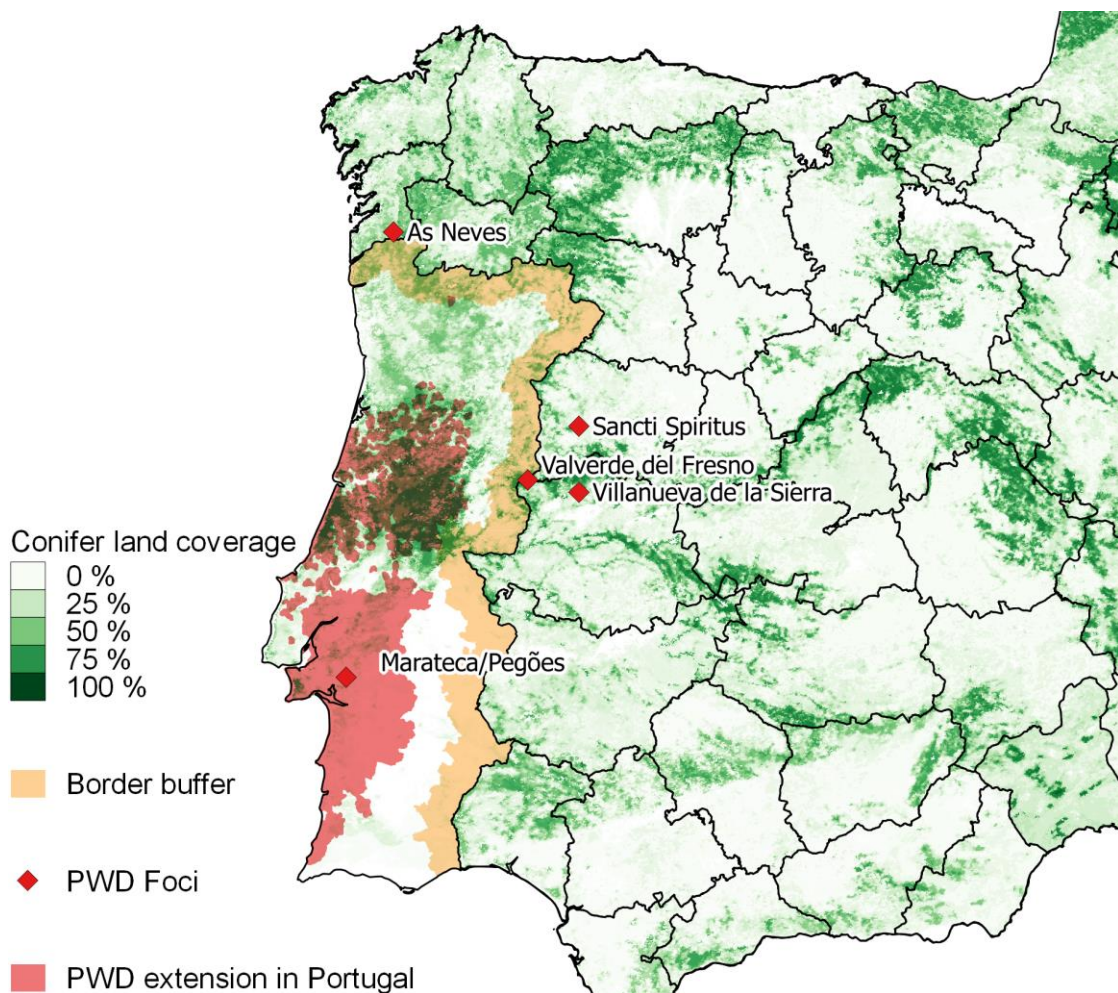 As Neves
Sancti Spiritus
Valverde del Fresno
Villanueva de la Sierra
Marateca/Pegões
Conifer land coverage
0 %
25 %
50 %
75 %
100 %
Border buffer
PWD Foci
PWD extension in Portugal